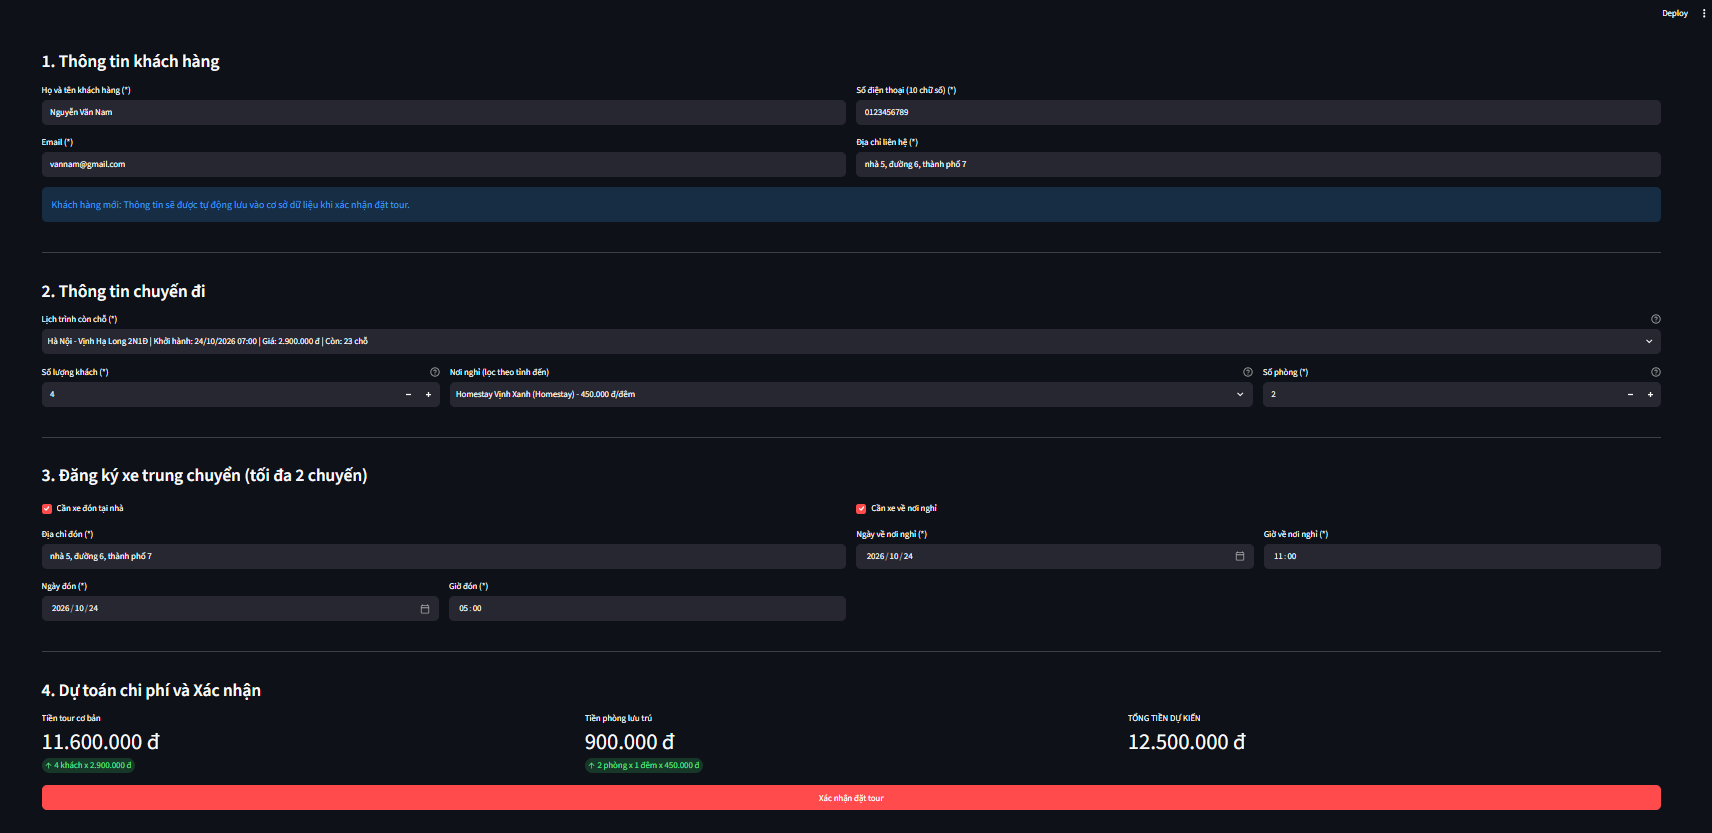 Deploy
1. Thông tin khách hàng
Họ và tên khách hàng (*)
Số điện thoại (10 chữ số) (*)
Nguyễn Văn Nam
0123456789
Email (*)
Địa chỉ liên hệ (*)
vannam@gmail.com
nhà 5, đường 6, thành phố 7
Khách hàng mới: Thông tin sẽ được tự động lưu vào cơ sở dữ liệu khi xác nhận đặt tour.
2. Thông tin chuyến đi
Lịch trình còn chỗ (*)
Hà Nội - Vịnh Hạ Long 2N1Đ | Khởi hành: 24/10/2026 07:00 | Giá: 2.900.000 đ | Còn: 23 chỗ
Số lượng khách (*)
Nơi nghỉ (lọc theo tỉnh đến)
Số phòng (*)
4
Homestay Vịnh Xanh (Homestay) - 450.000 đ/đêm
2
3. Đăng ký xe trung chuyển (tối đa 2 chuyến)
Cần xe đón tại nhà
Cần xe về nơi nghỉ
Địa chỉ đón (*)
Ngày về nơi nghỉ (*)
Giờ về nơi nghỉ (*)
nhà 5, đường 6, thành phố 7
2026/10/24
11:00
Ngày đón (*)
Giờ đón (*)
2026/10/24
05:00
4. Dự toán chi phí và Xác nhận
Tiền tour cơ bản
Tiền phòng lưu trú
TỔNG TIỀN DỰ KIẾN
11.600.000 đ
900.000 đ
12.500.000 đ
↑ 4 khách x 2.900.000 đ
↑ 2 phòng x 1 đêm x 450.000 đ
Xác nhận đặt tour